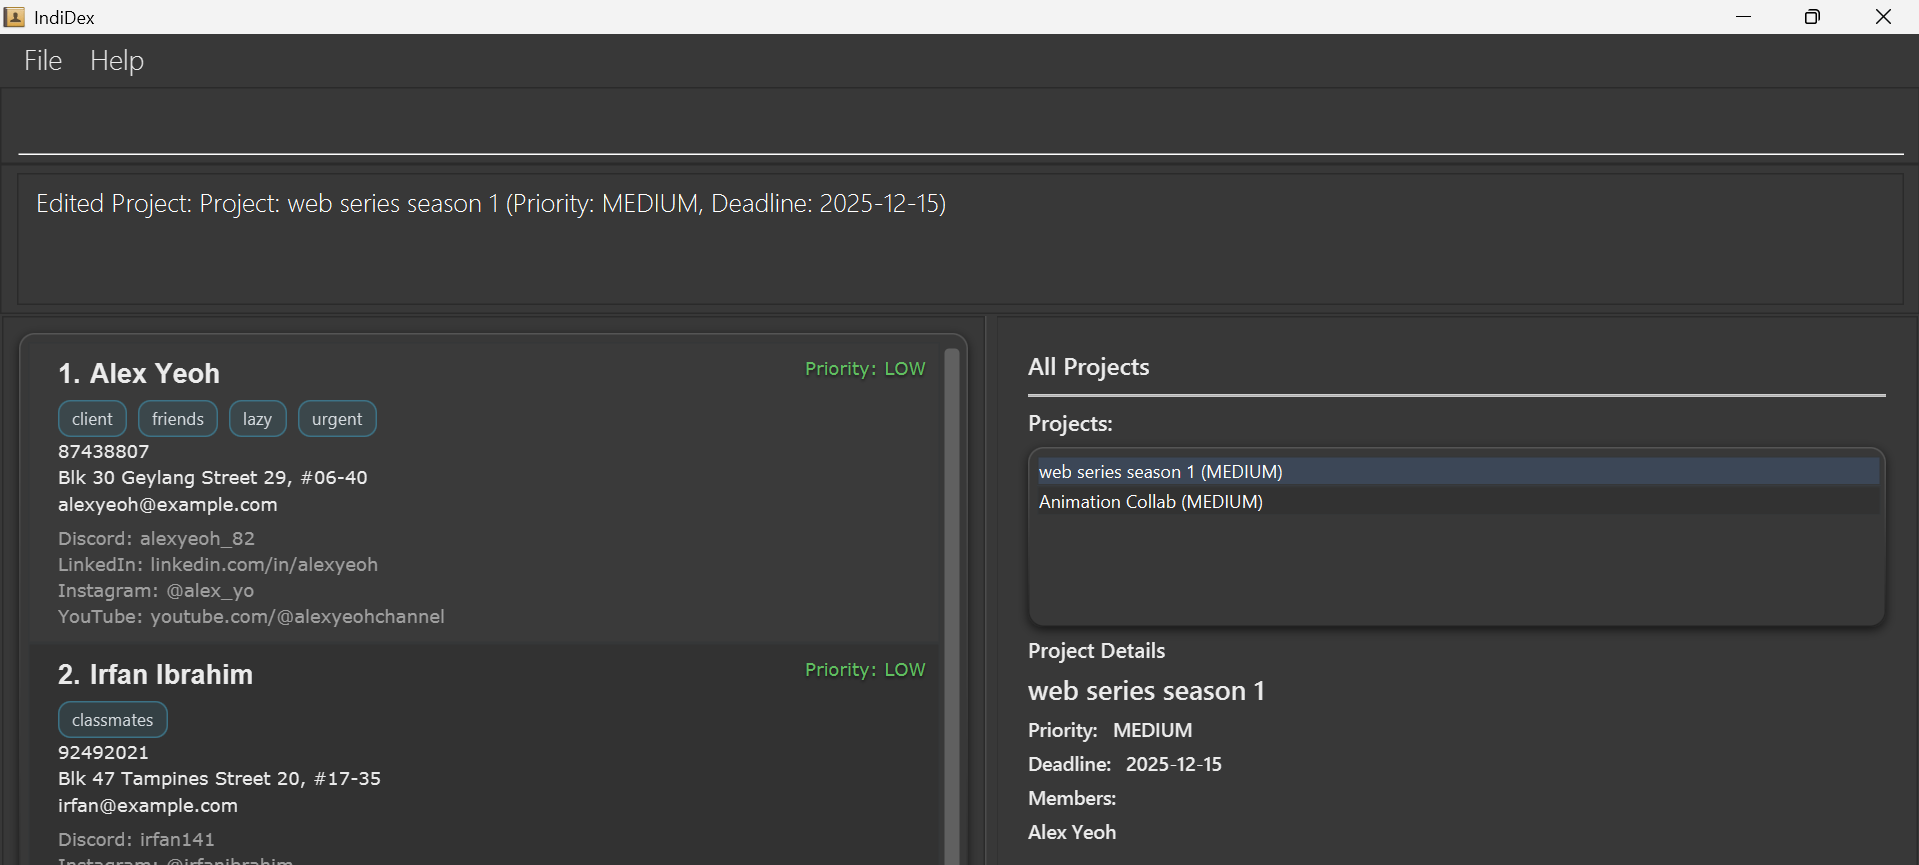 IndiDex
File Help
Edited Project: Project: web series season 1 (Priority: MEDIUM, Deadline: 2025-12-15)
1. Alex Yeoh
Priority: LOW
client friends lazy urgent
87438807
Blk 30 Geylang Street 29, #06-40
alexyeoh@example.com
Discord: alexyeoh_82
LinkedIn: linkedin.com/in/alexyeoh
Instagram: @alex_yo
YouTube: youtube.com/@alexyeohchannel
2. Irfan Ibrahim
Priority: LOW
classmates
92492021
Blk 47 Tampines Street 20, #17-35
irfan@example.com
Discord: irfan141
Instagram: @irfanibrahim
All Projects
Projects:
web series season 1 (MEDIUM)
Animation Collab (MEDIUM)
Project Details
web series season 1
Priority: MEDIUM
Deadline: 2025-12-15
Members:
Alex Yeoh